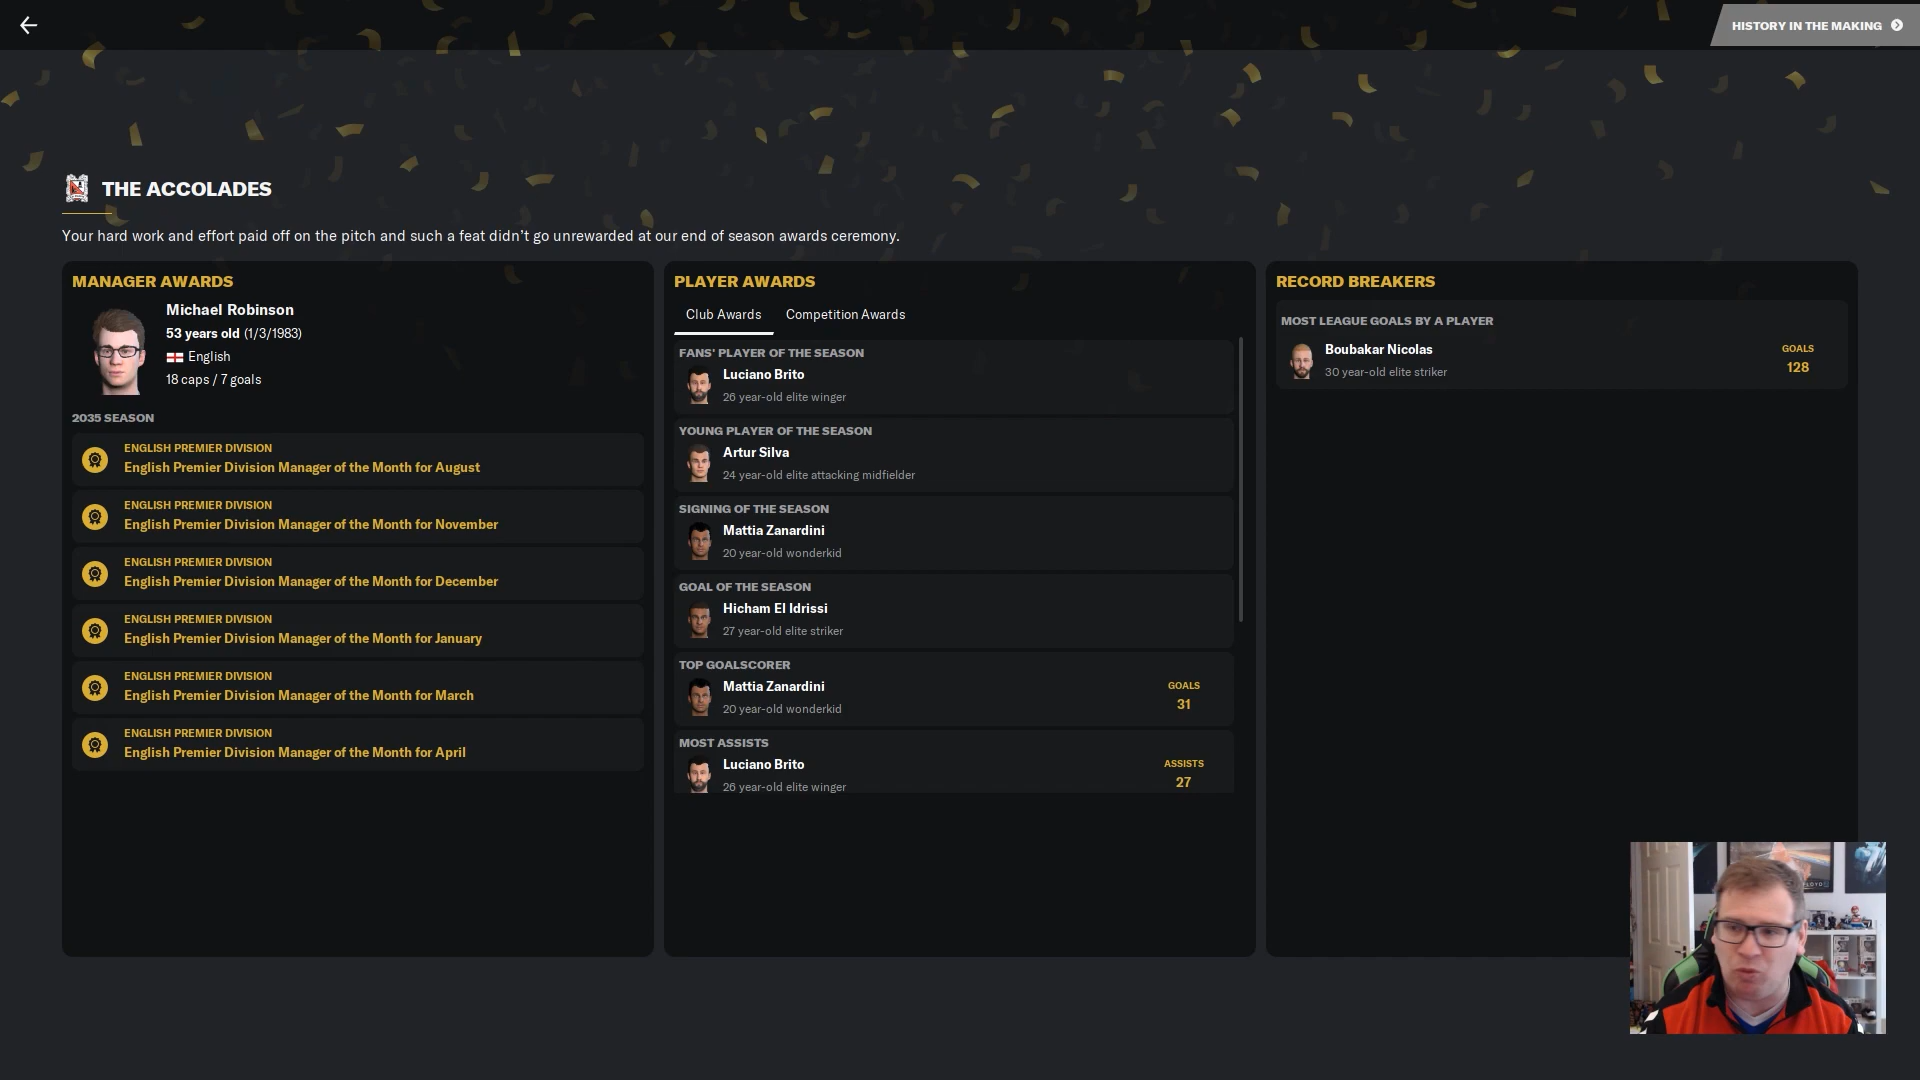 HISTORY IN THE MAKING
THE ACCOLADES
Your hard work and effort paid off on the pitch and such a feat didn't go unrewarded at our end of season awards ceremony.
MANAGER AWARDS
Michael Robinson
53 years old (1/3/1983)
English
18 caps / 7 goals
2035 SEASON
ENGLISH PREMIER DIVISION
English Premier Division Manager of the Month for August
ENGLISH PREMIER DIVISION
English Premier Division Manager of the Month for November
ENGLISH PREMIER DIVISION
English Premier Division Manager of the Month for December
ENGLISH PREMIER DIVISION
English Premier Division Manager of the Month for January
ENGLISH PREMIER DIVISION
English Premier Division Manager of the Month for March
ENGLISH PREMIER DIVISION
English Premier Division Manager of the Month for April
PLAYER AWARDS
Club Awards Competition Awards
FANS' PLAYER OF THE SEASON
Luciano Brito
26 year-old elite winger
YOUNG PLAYER OF THE SEASON
Artur Silva
24 year-old elite attacking midfielder
SIGNING OF THE SEASON
Mattia Zanardini
20 year-old wonderkid
GOAL OF THE SEASON
Hicham El Idrissi
27 year-old elite striker
TOP GOALSCORER
Mattia Zanardini
20 year-old wonderkid
GOALS
31
MOST ASSISTS
Luciano Brito
26 year-old elite winger
ASSISTS
27
RECORD BREAKERS
MOST LEAGUE GOALS BY A PLAYER
Boubakar Nicolas
30 year-old elite striker
GOALS
128